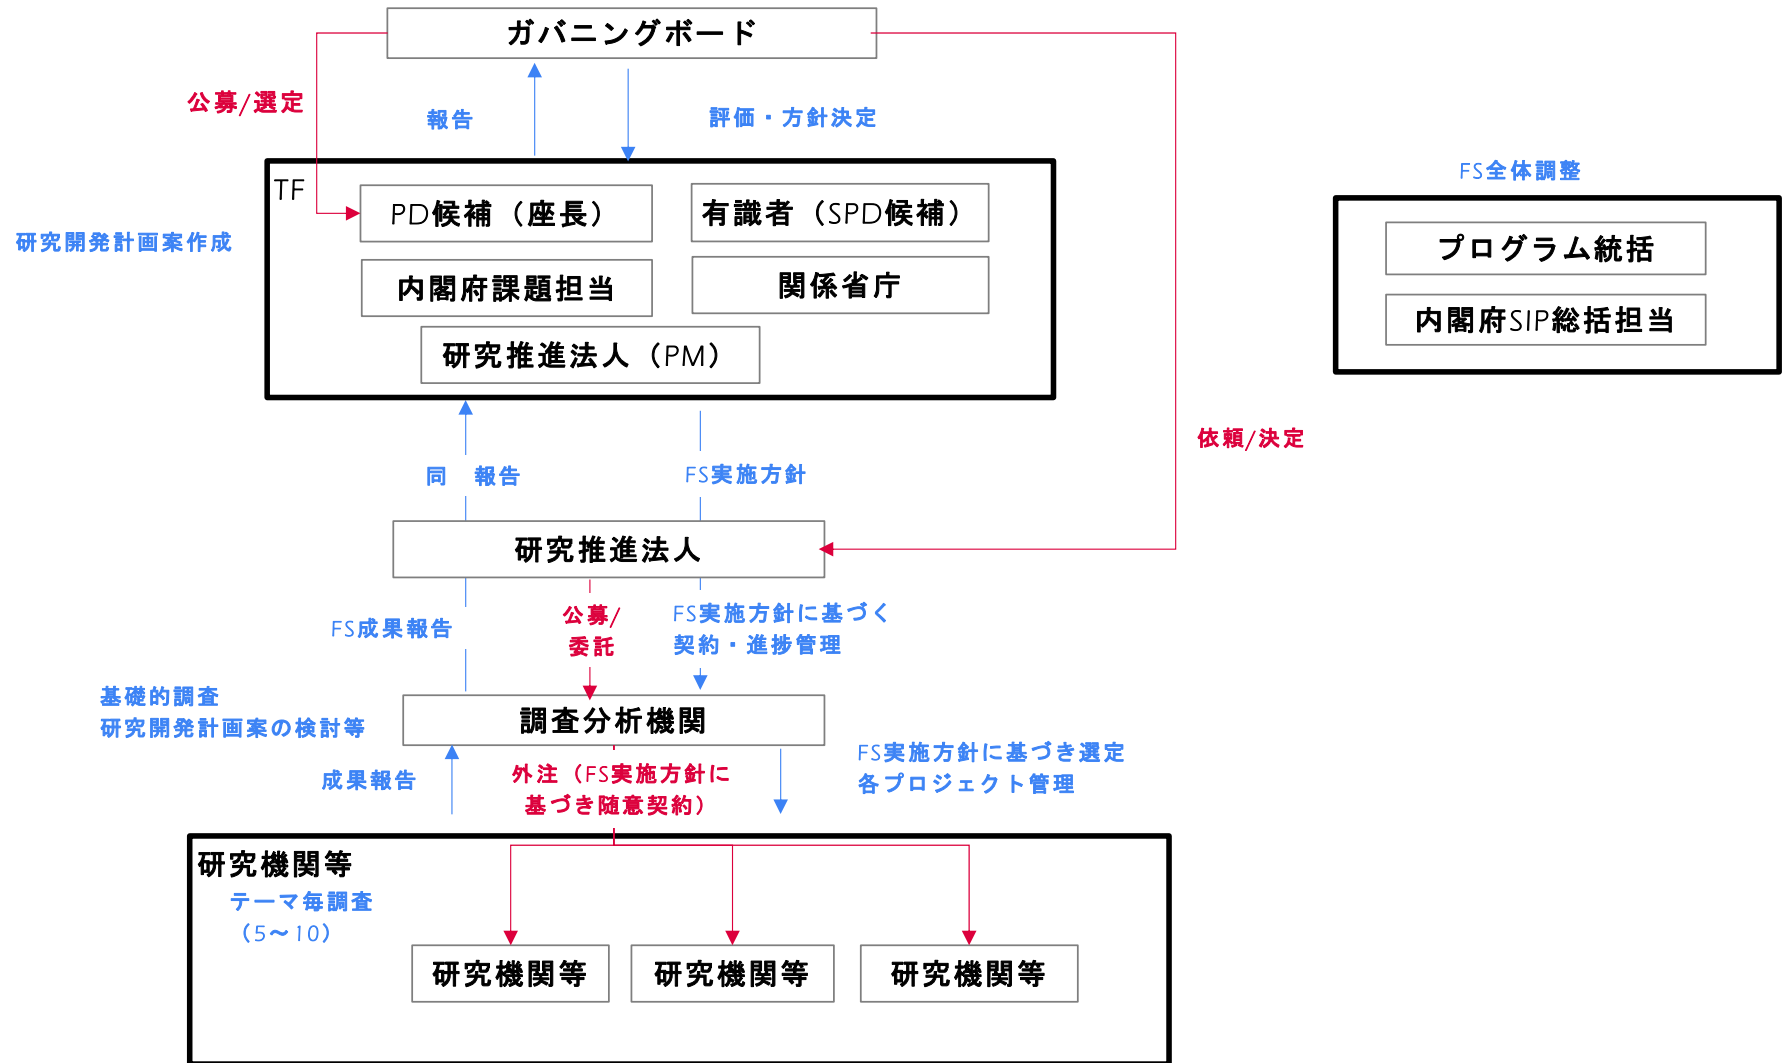 ガバニングボード
公募/選定
報告
評価・方針決定
TF
PD候補（座長）
有識者（SPD候補）
内閣府課題担当
関係省庁
研究推進法人（PM）
研究開発計画案作成
FS全体調整
プログラム統括
内閣府SIP総括担当
依頼/決定
同　報告
FS実施方針
研究推進法人
FS成果報告
公募/
委託
FS実施方針に基づく
契約・進捗管理
基礎的調査
研究開発計画案の検討等
調査分析機関
成果報告
外注（FS実施方針に
基づき随意契約）
FS実施方針に基づき選定
各プロジェクト管理
研究機関等
テーマ毎調査
（5～10）
研究機関等
研究機関等
研究機関等